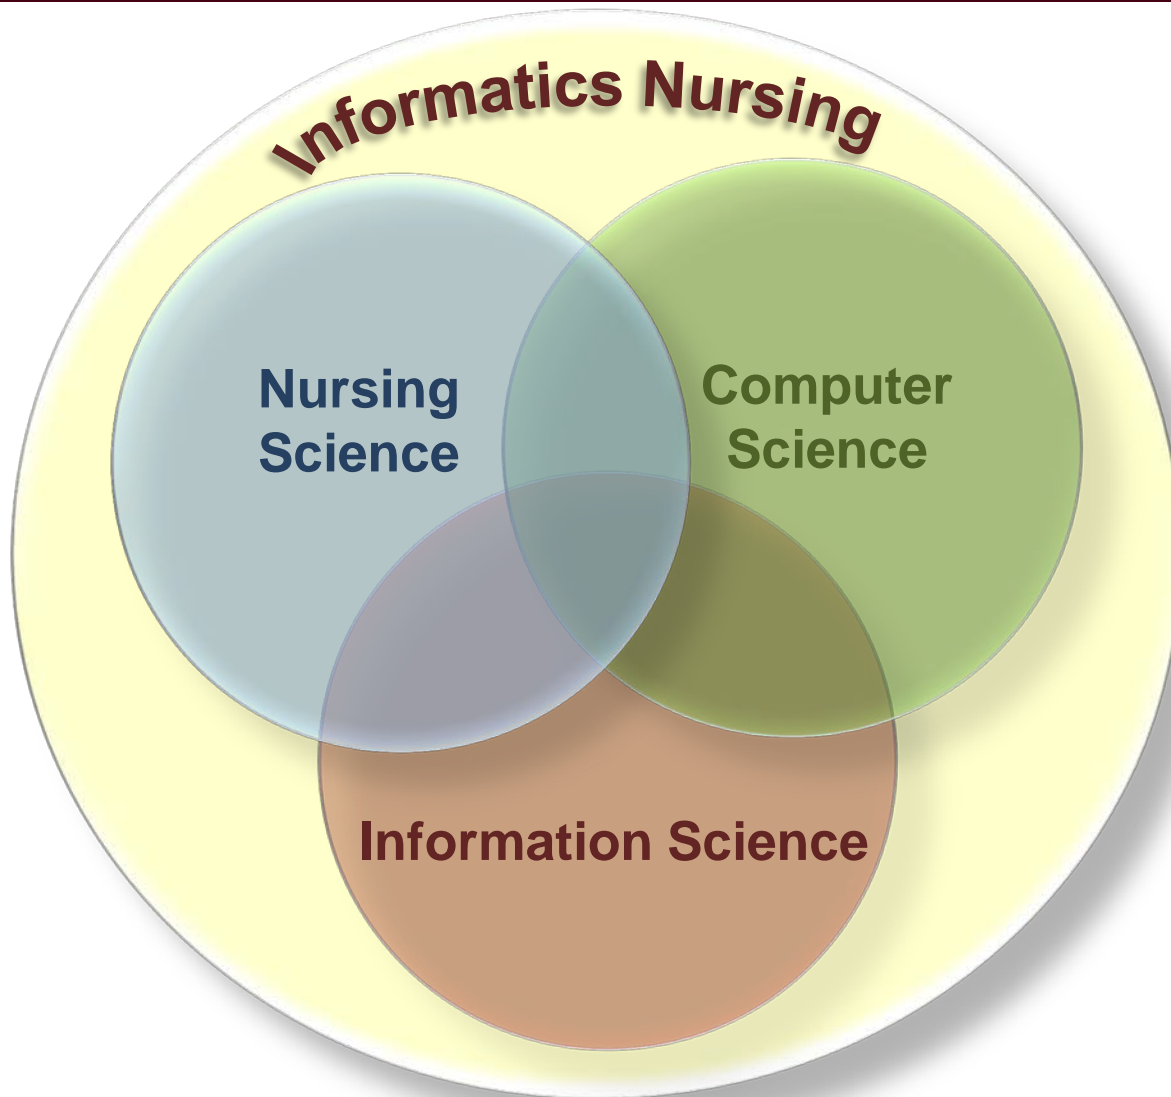 Informatics Nursing
Nursing
Science
Computer
Science
Information Science